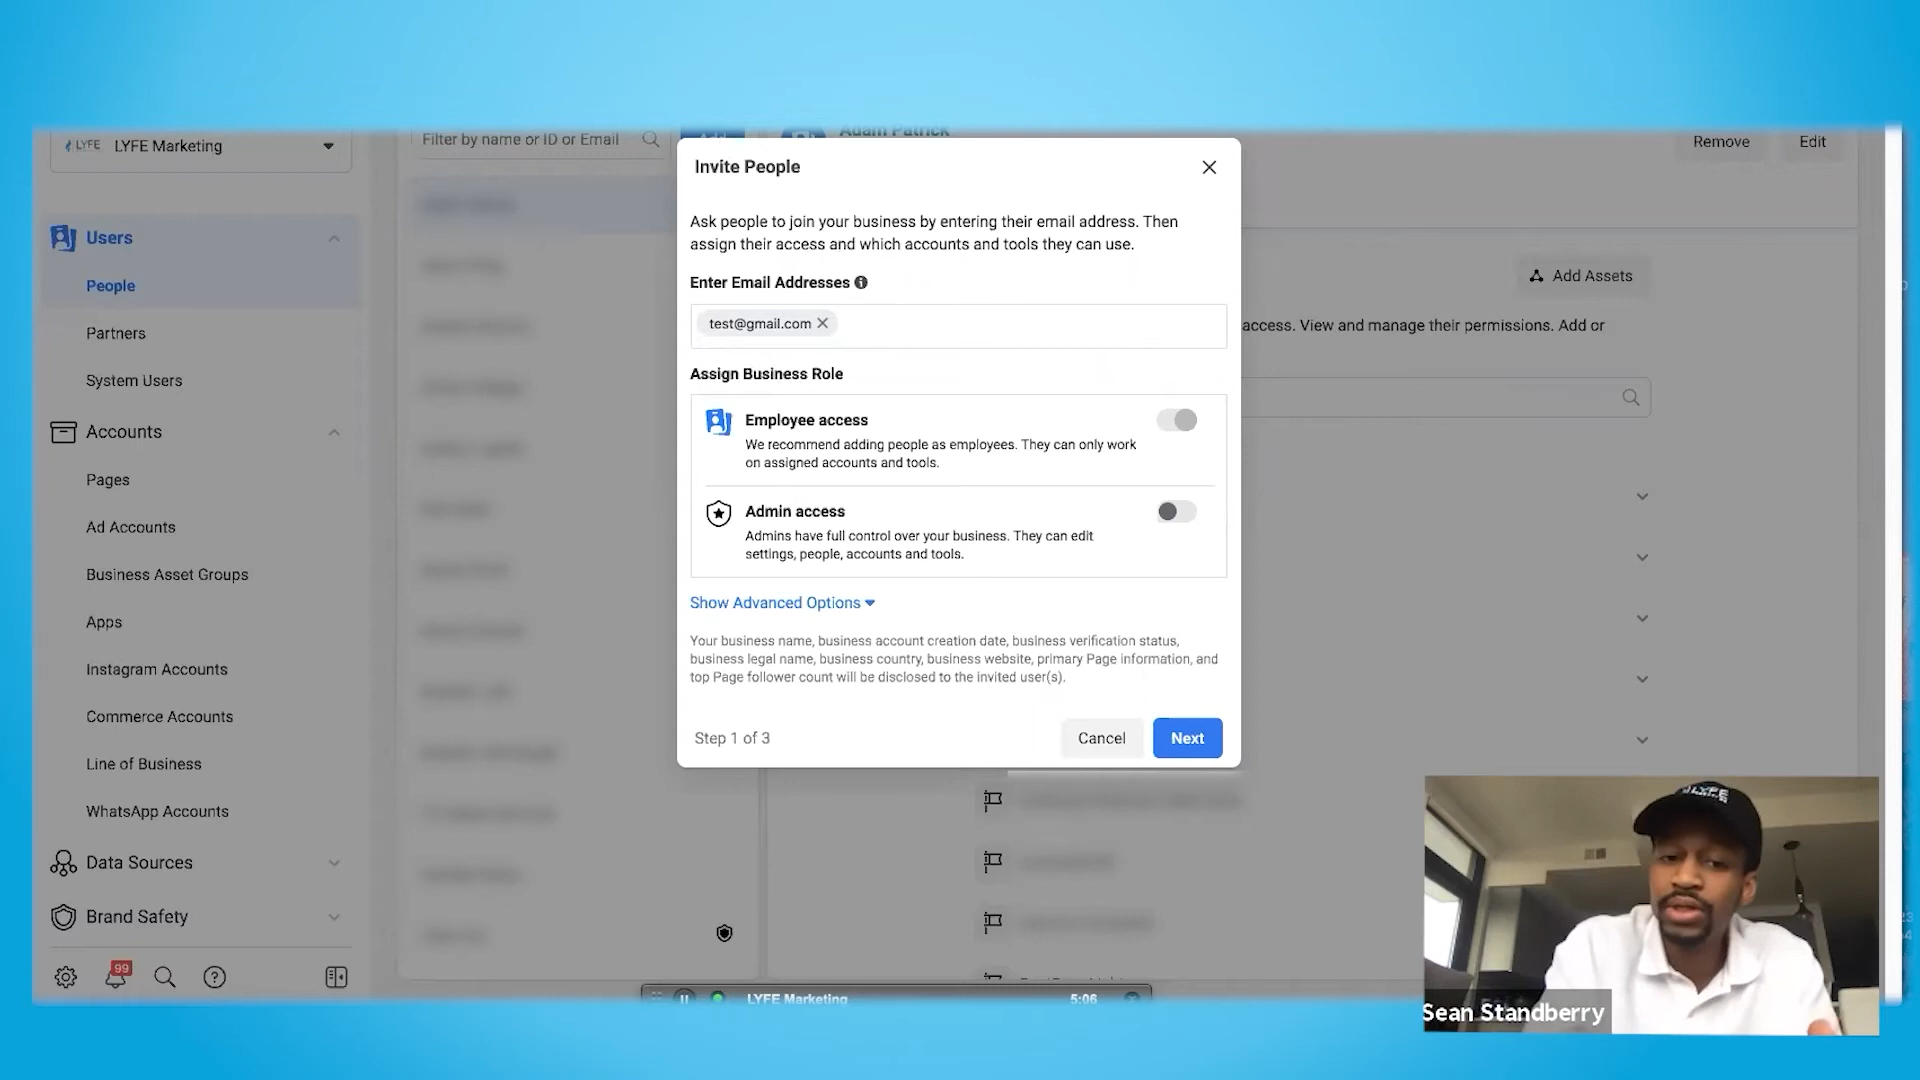 LYFE LYFE Marketing
Users
People
Partners
System Users
Accounts
Pages
Ad Accounts
Business Asset Groups
Apps
Instagram Accounts
Commerce Accounts
Line of Business
WhatsApp Accounts
Data Sources
Brand Safety
99
Filter by name or ID or Email
Add
Adam Patrick
Remove
Edit
Add Assets
access. View and manage their permissions. Add or
Invite People
Ask people to join your business by entering their email address. Then
assign their access and which accounts and tools they can use.
Enter Email Addresses
test@gmail.com
Assign Business Role
Employee access
We recommend adding people as employees. They can only work
on assigned accounts and tools.
Admin access
Admins have full control over your business. They can edit
settings, people, accounts and tools.
Show Advanced Options
Your business name, business account creation date, business verification status,
business legal name, business country, business website, primary Page information, and
top Page follower count will be disclosed to the invited user(s).
Step 1 of 3
Cancel
Next
LYFE Marketing
5:06
LYFE
Sean Standberry